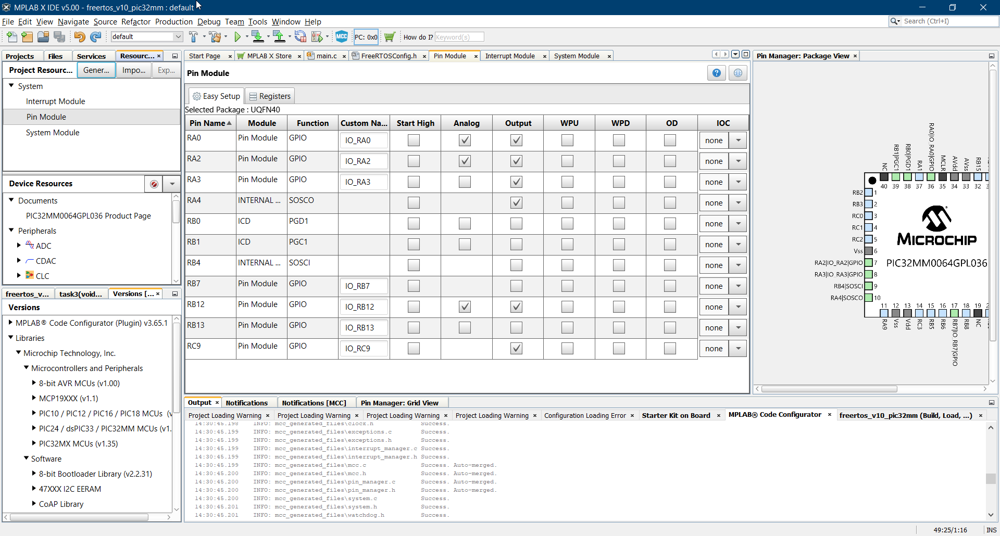 MPLAB X IDE v5.00 - freertos_v10_pic32mm : default
File Edit View Navigate Source Refactor Production Debug Team Tools Window Help
Search (Ctrl+I)
default
MCC
PC: 0x0
How do I? Keyword(s)
Projects Files Services Resourc...
Project Resourc... Gener... Impo... Exp...
System
Interrupt Module
Pin Module
System Module
Device Resources
Documents
PIC32MM0064GPL036 Product Page
Peripherals
ADC
CDAC
CLC
freertos_v... task3(void... Versions [...
Versions
MPLAB® Code Configurator (Plugin) v3.65.1
Libraries
Microchip Technology, Inc.
Microcontrollers and Peripherals
8-bit AVR MCUs (v1.00)
MCP19XXX (v1.1)
PIC10 / PIC12 / PIC16 / PIC18 MCUs (v
PIC24 / dsPIC33 / PIC32MM MCUs (v1.
PIC32MX MCUs (v1.35)
Software
8-bit Bootloader Library (v2.2.31)
47XXX I2C EERAM
CoAP Library
Start Page MPLAB X Store main.c FreeRTOSConfig.h Pin Module Interrupt Module System Module
Pin Module
Easy Setup Registers
Selected Package : UQFN40
Pin Name Module Function Custom Na... Start High Analog Output WPU WPD OD IOC
RA0 Pin Module GPIO IO_RA0 none
RA2 Pin Module GPIO IO_RA2 none
RA3 Pin Module GPIO IO_RA3 none
RA4 INTERNAL ... SOSCO none
RB0 ICD PGD1 none
RB1 ICD PGC1 none
RB4 INTERNAL ... SOSCI none
RB7 Pin Module GPIO IO_RB7 none
RB12 Pin Module GPIO IO_RB12 none
RB13 Pin Module GPIO IO_RB13 none
RC9 Pin Module GPIO IO_RC9 none
Pin Manager: Package View
NC RB1|PGC1 RB0|PGD1 RA1 RA0|IO_RA0|GPIO MCLR AVdd AVss RB15
40 39 38 37 36 35 34 33 32 3
RB2 1
RB3 2
RC0 3
RC1 4
RC2 5
Vss 6
RA2|IO_RA2|GPIO 7
RA3|IO_RA3|GPIO 8
RB4|SOSCI 9
RA4|SOSCO 10
MICROCHIP
PIC32MM0064GPL036
11 12 13 14 15 16 17 18 19 2
RA9 Vss Vdd RC3 RB5 RB6 RB7|IO_RB7|GPIO RB8 NC
Output Notifications Notifications [MCC] Pin Manager: Grid View
Project Loading Warning Project Loading Warning Project Loading Warning Project Loading Warning Configuration Loading Error Starter Kit on Board MPLAB® Code Configurator freertos_v10_pic32mm (Build, Load, ...)
14:30:45.198 INFO: mcc_generated_files\clock.h Success.
14:30:45.199 INFO: mcc_generated_files\exceptions.c Success.
14:30:45.199 INFO: mcc_generated_files\exceptions.h Success.
14:30:45.199 INFO: mcc_generated_files\interrupt_manager.c Success.
14:30:45.199 INFO: mcc_generated_files\interrupt_manager.h Success.
14:30:45.199 INFO: mcc_generated_files\mcc.c Success. Auto-merged.
14:30:45.200 INFO: mcc_generated_files\mcc.h Success. Auto-merged.
14:30:45.200 INFO: mcc_generated_files\pin_manager.c Success. Auto-merged.
14:30:45.200 INFO: mcc_generated_files\pin_manager.h Success. Auto-merged.
14:30:45.200 INFO: mcc_generated_files\system.c Success.
14:30:45.201 INFO: mcc_generated_files\system.h Success.
14:30:45.201 INFO: mcc_generated_files\watchdog.h Success.
49:25/1:16 INS